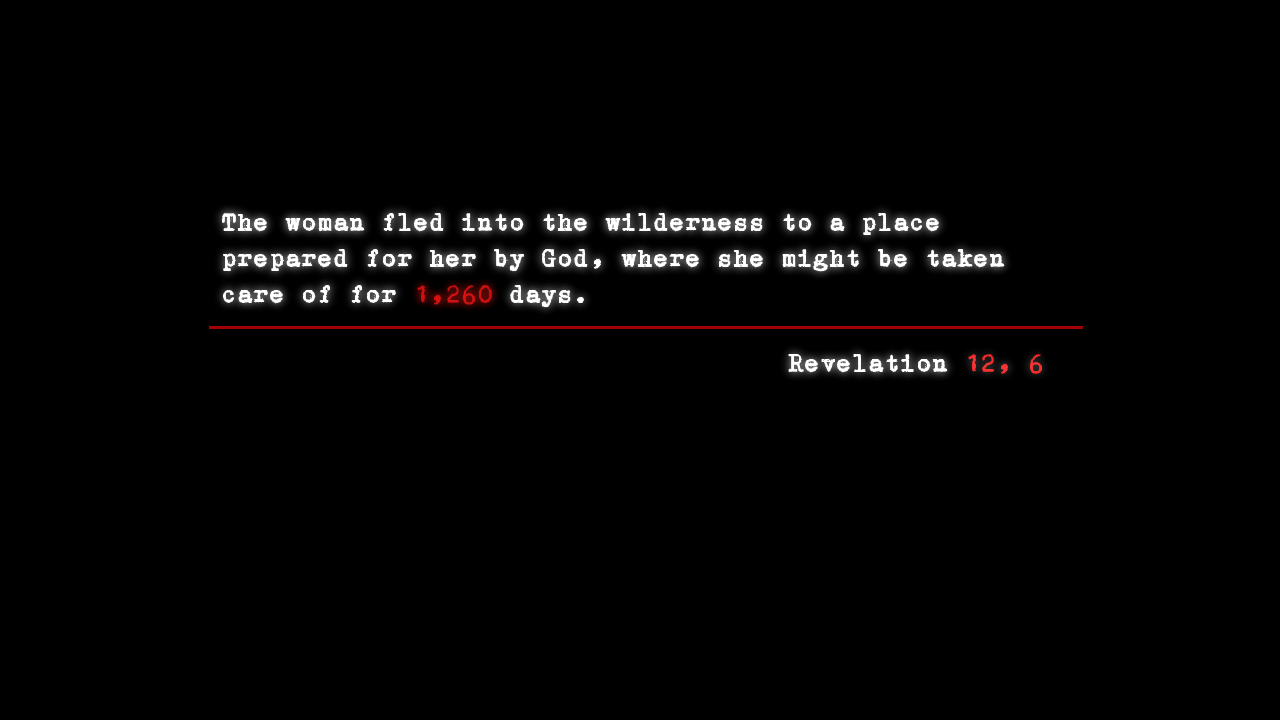 The woman fled into the wilderness to a place
prepared for her by God, where she might be taken
care of for 1,260 days.
Revelation 12, 6